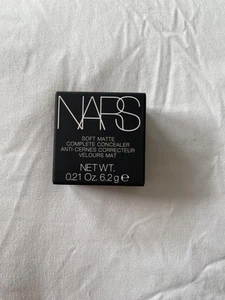 NARS
SOFT MATTE
COMPLETE CONCEALER
ANTI-CERNES CORRECTEUR
VELOURS MAT
NET WT.
0.21 Oz. 6.2 g ℮